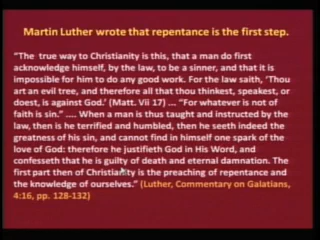 Martin Luther wrote that repentance is the first step.
"The  true way to Christianity is this, that a man do first
acknowledge himself, by the law, to be a sinner, and that it is
impossible for him to do any good work. For the law saith, 'Thou
art an evil tree, and therefore all that thou thinkest, speakest, or
doest, is against God.' (Matt. Vii 17) ... "For whatever is not of
faith is sin." .... When a man is thus taught and instructed by the
law, then is he terrified and humbled, then he seeth indeed the
greatness of his sin, and cannot find in himself one spark of the
love of God: therefore he justifieth God in His Word, and
confesseth that he is guilty of death and eternal damnation. The
first part then of Christianity is the preaching of repentance and
the knowledge of ourselves." (Luther, Commentary on Galatians,
4:16, pp. 128-132)